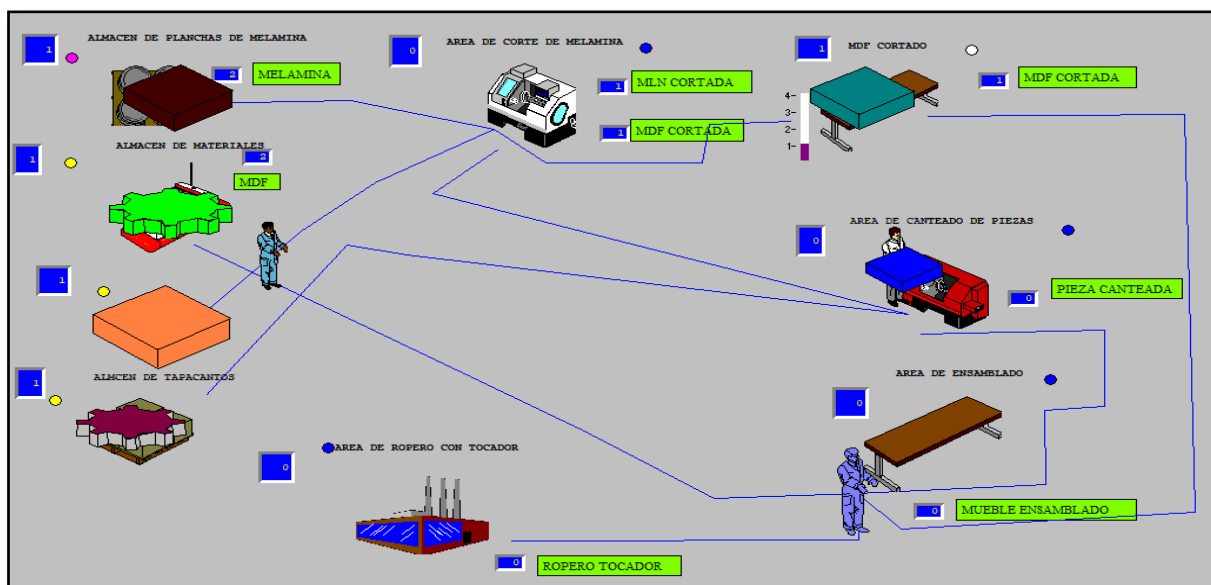 ALMACEN DE PLANCHAS DE MELAMINA
1
2
MELAMINA
AREA DE CORTE DE MELAMINA
0
1
MLN CORTADA
1
MDF CORTADA
MDF CORTADO
1
1
MDF CORTADA
4-
3-
2-
1-
ALMACEN DE MATERIALES
1
2
MDF
AREA DE CANTEADO DE PIEZAS
0
0
PIEZA CANTEADA
1
ALMCEN DE TAPACANTOS
1
AREA DE ENSAMBLADO
0
0
MUEBLE ENSAMBLADO
AREA DE ROPERO CON TOCADOR
0
0
ROPERO TOCADOR